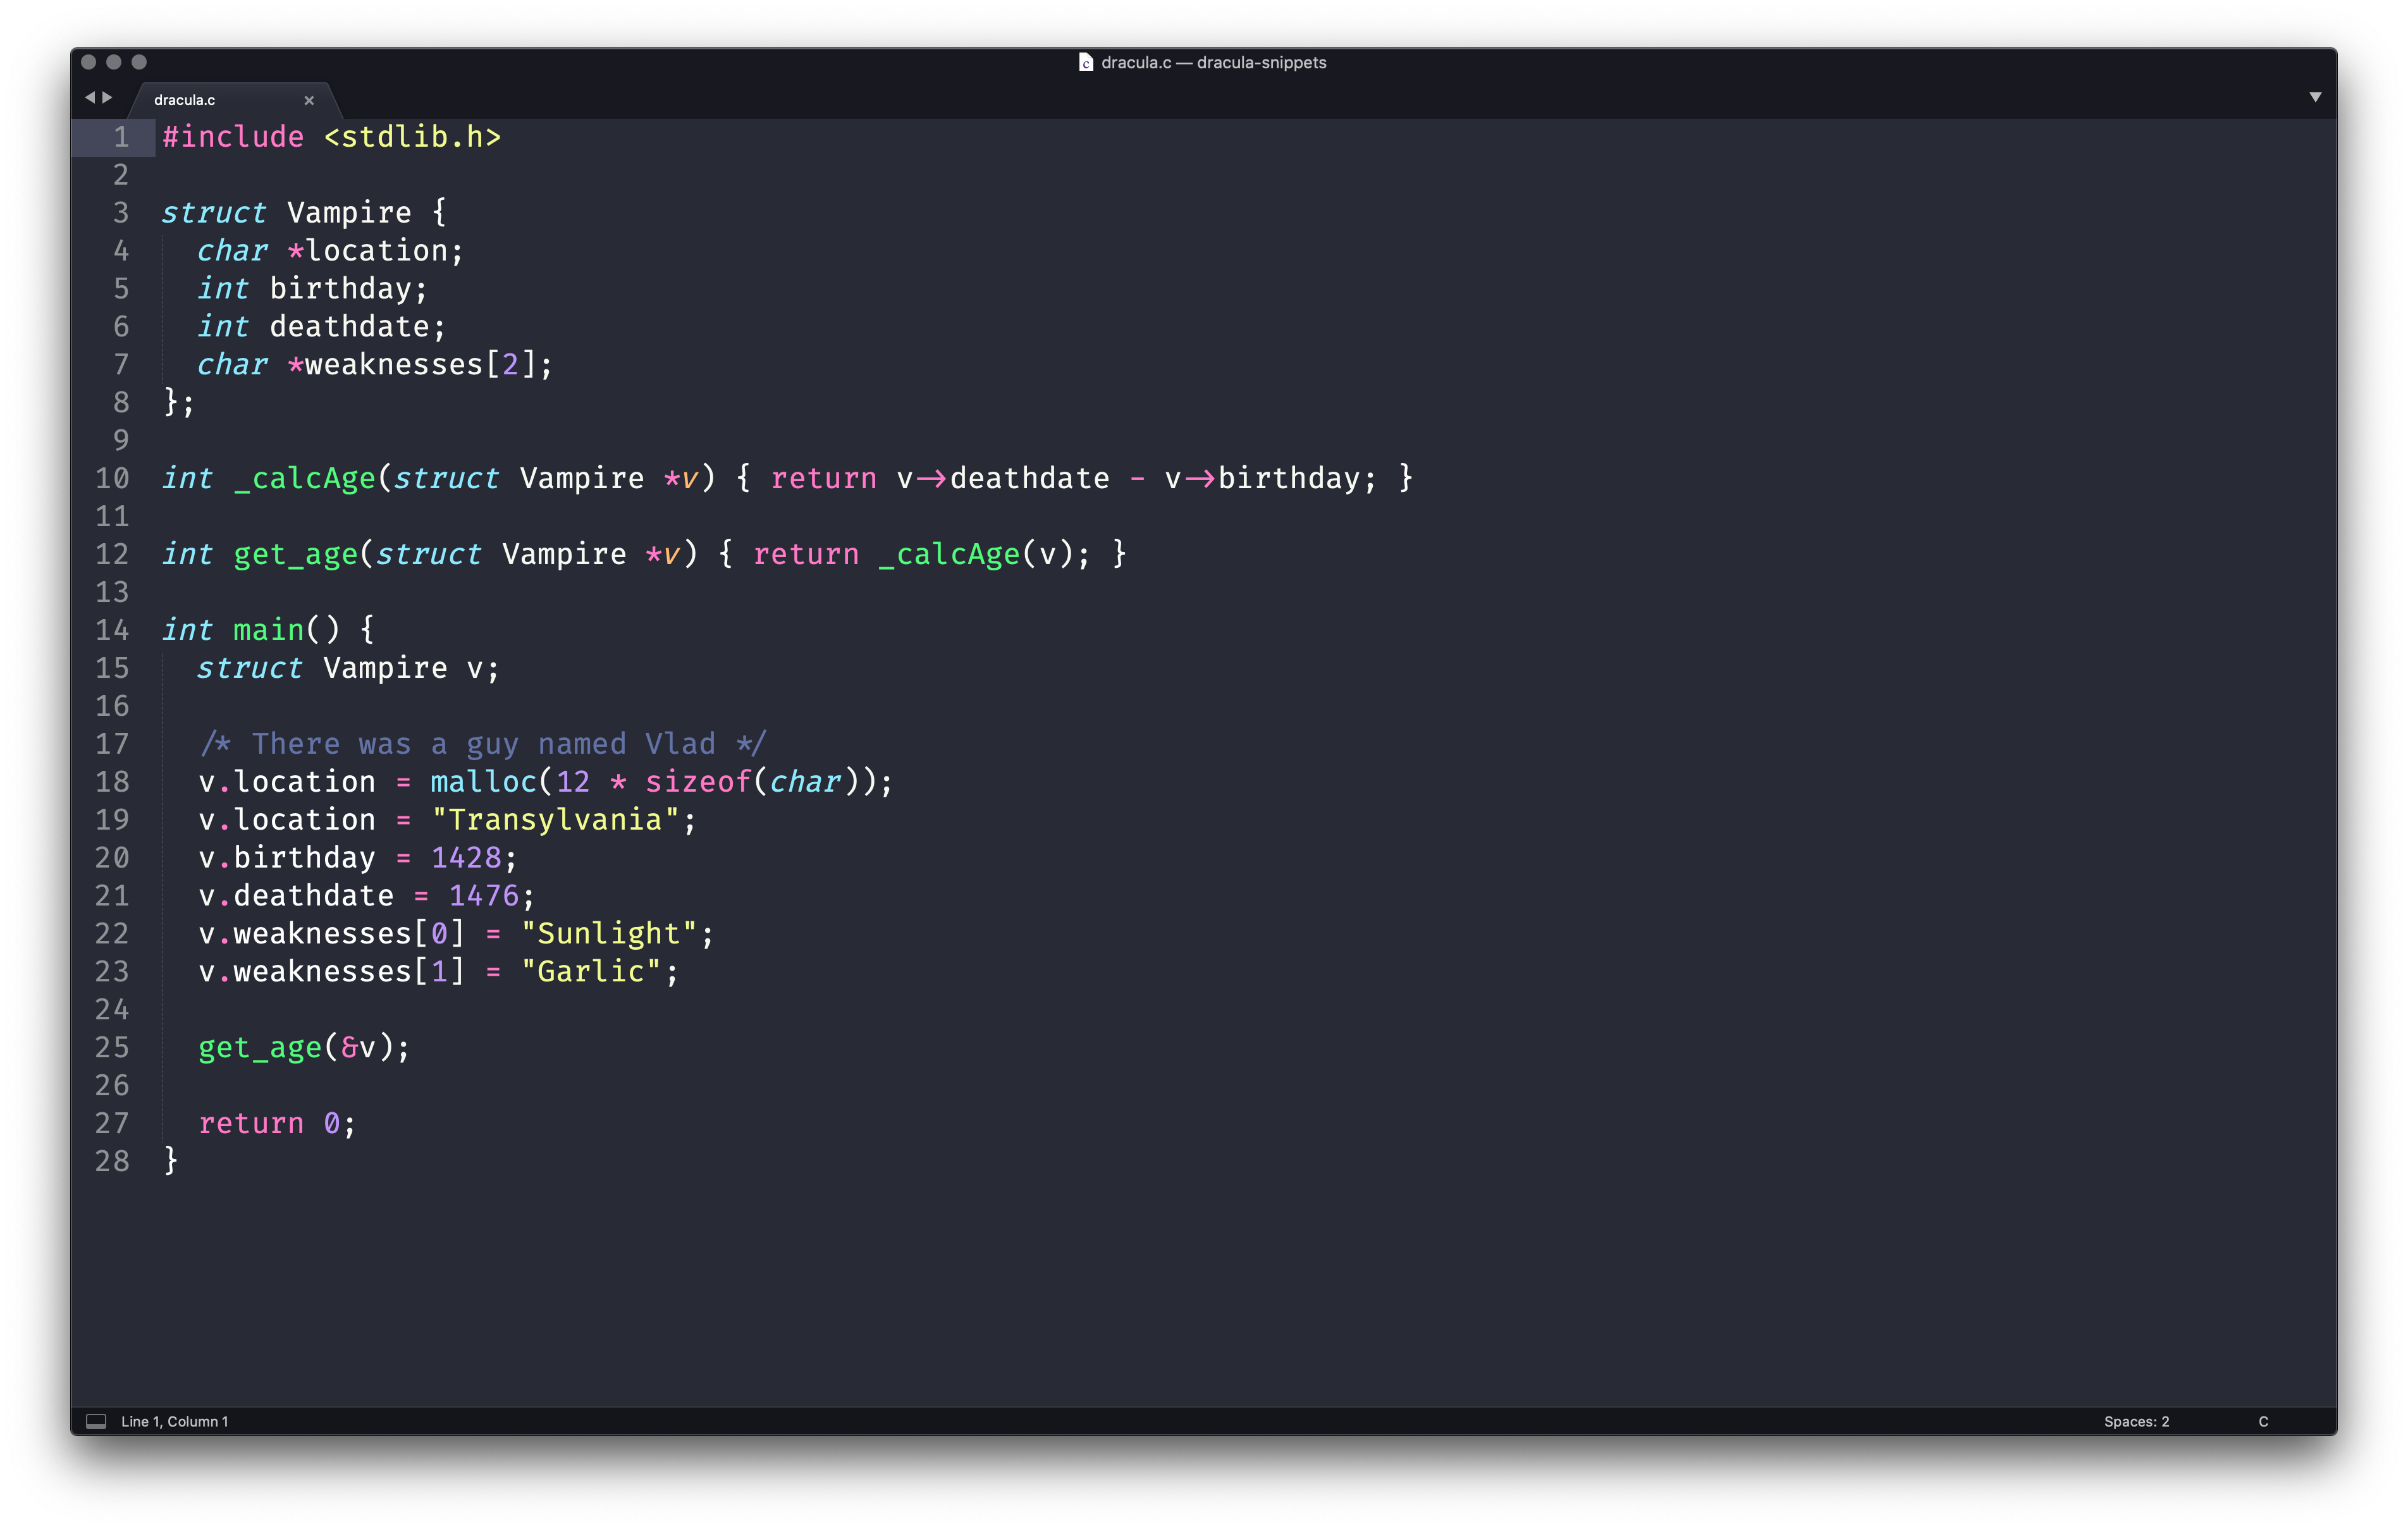 dracula.c — dracula-snippets
dracula.c
1 #include <stdlib.h>
2
3 struct Vampire {
4   char *location;
5   int birthday;
6   int deathdate;
7   char *weaknesses[2];
8 };
9
10 int _calcAge(struct Vampire *v) { return v->deathdate - v->birthday; }
11
12 int get_age(struct Vampire *v) { return _calcAge(v); }
13
14 int main() {
15   struct Vampire v;
16
17   /* There was a guy named Vlad */
18   v.location = malloc(12 * sizeof(char));
19   v.location = "Transylvania";
20   v.birthday = 1428;
21   v.deathdate = 1476;
22   v.weaknesses[0] = "Sunlight";
23   v.weaknesses[1] = "Garlic";
24
25   get_age(&v);
26
27   return 0;
28 }
Line 1, Column 1 Spaces: 2 C